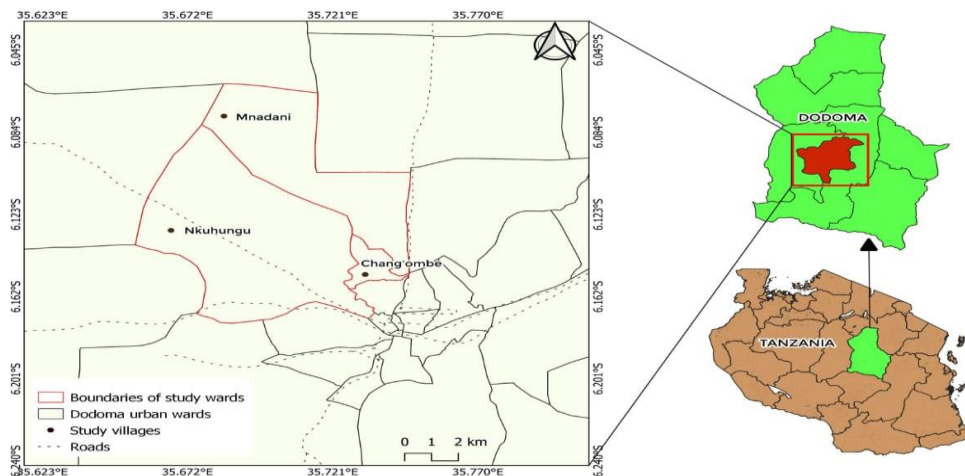 35.623°E 35.672°E 35.721°E 35.770°E
6.045°S 6.045°S
6.084°S 6.084°S
6.123°S 6.123°S
6.162°S 6.162°S
6.201°S 6.201°S
6.240°S 6.240°S
Mnadani
Nkuhungu
Chang'ombe
Boundaries of study wards
Dodoma urban wards
Study villages
Roads
0 1 2 km
35.623°E 35.672°E 35.721°E 35.770°E
DODOMA
TANZANIA